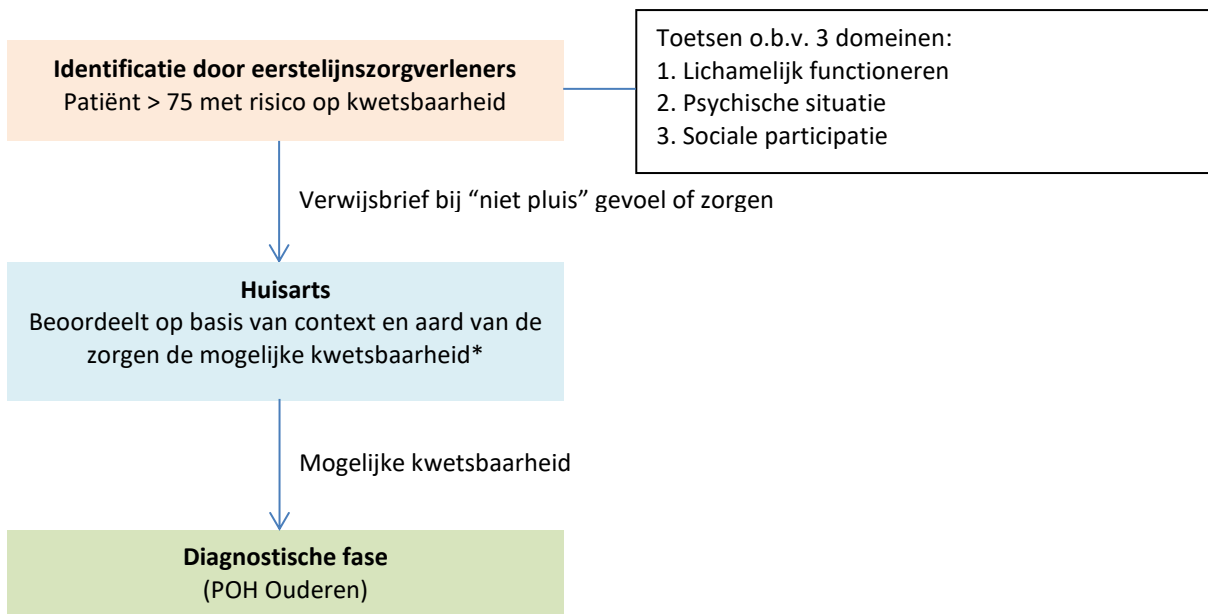 Identificatie door eerstelijnszorgverleners
Patiënt > 75 met risico op kwetsbaarheid
Toetsen o.b.v. 3 domeinen:
1. Lichamelijk functioneren
2. Psychische situatie
3. Sociale participatie
Verwijsbrief bij “niet pluis” gevoel of zorgen
Huisarts
Beoordeelt op basis van context en aard van de
zorgen de mogelijke kwetsbaarheid*
Mogelijke kwetsbaarheid
Diagnostische fase
(POH Ouderen)